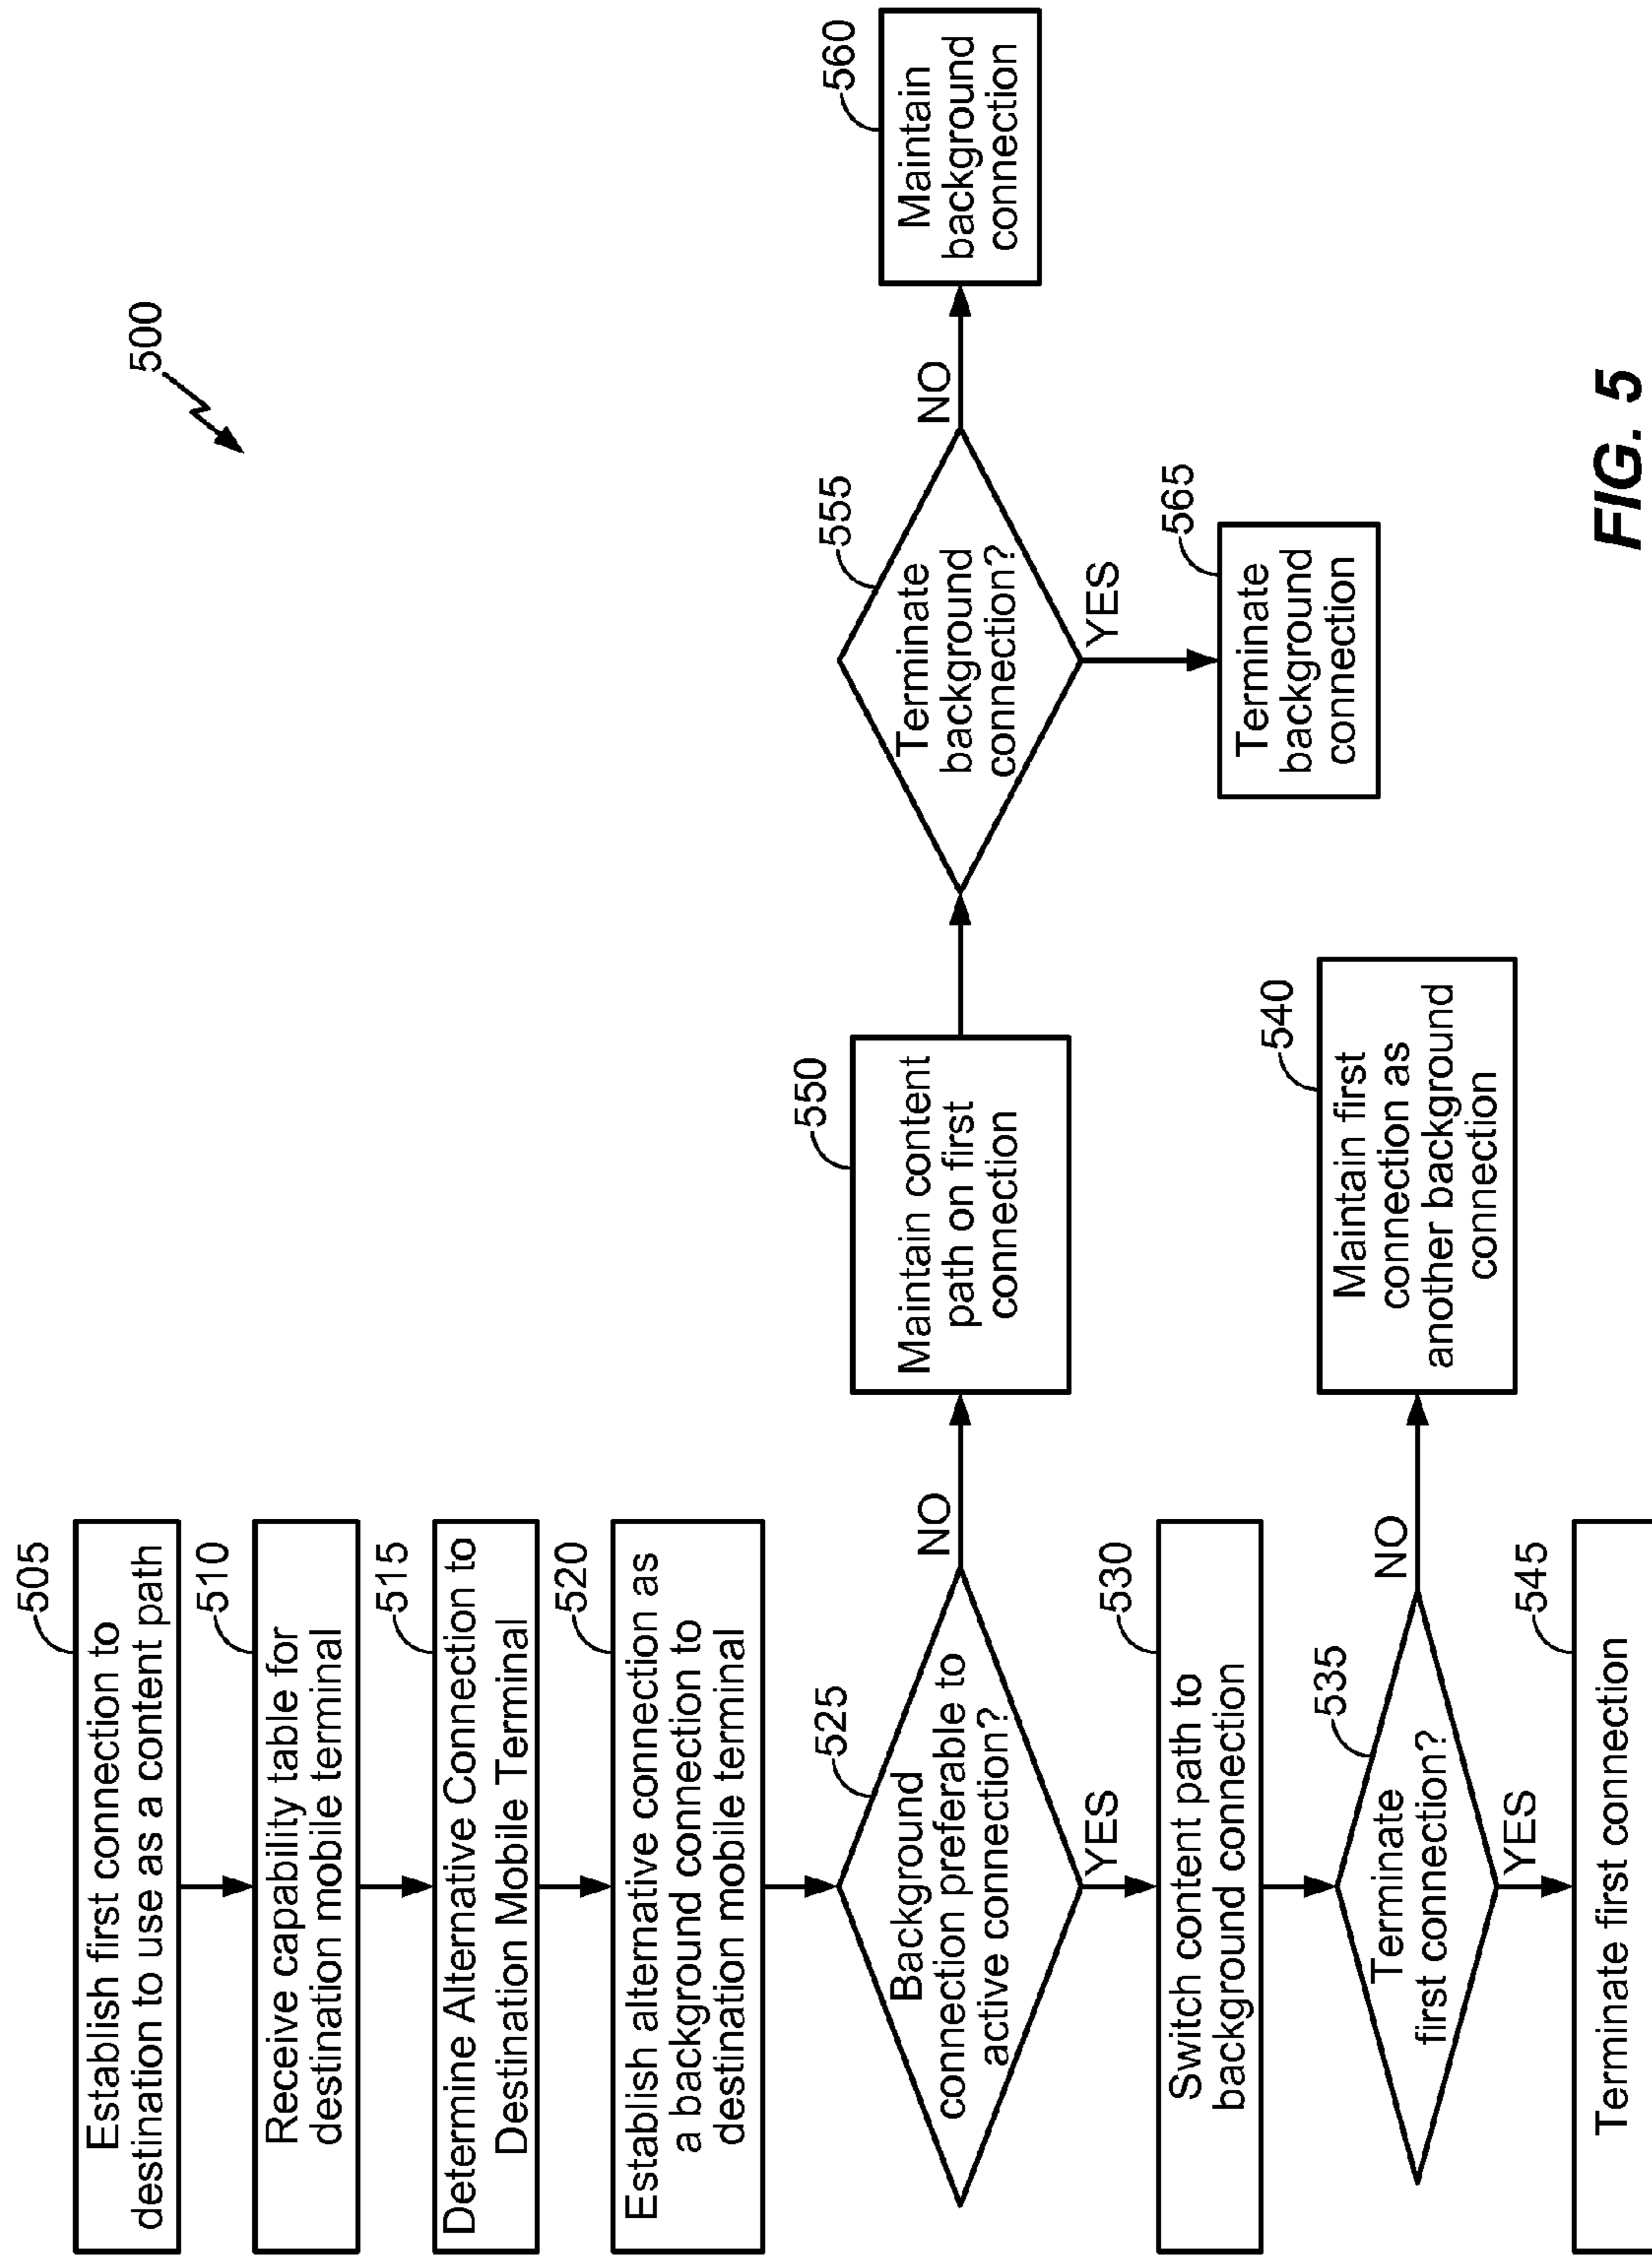 500
505
Establish first connection to
destination to use as a content path
510
Receive capability table for
destination mobile terminal
515
Determine Alternative Connection to
Destination Mobile Terminal
520
Establish alternative connection as
a background connection to
destination mobile terminal
525
Background
connection preferable to
active connection?
NO
YES
550
Maintain content
path on first
connection
555
Terminate
background
connection?
NO
YES
560
Maintain
background
connection
565
Terminate
background
connection
530
Switch content path to
background connection
535
Terminate
first connection?
NO
YES
540
Maintain first
connection as
another background
connection
545
Terminate first connection
FIG. 5